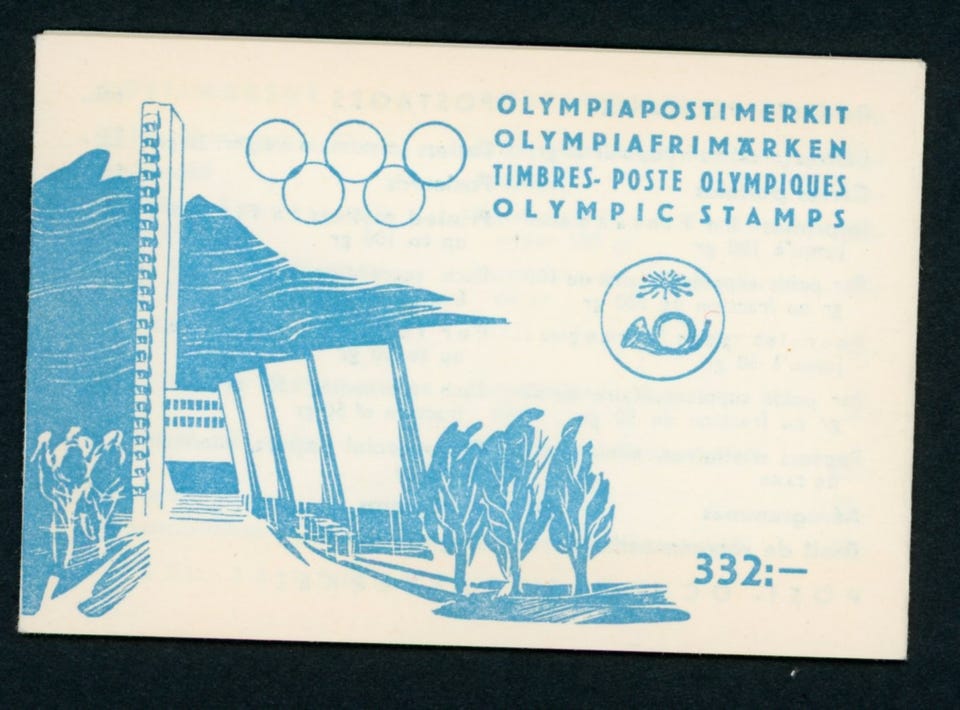 OLYMPIAPOSTIMERKIT
OLYMPIAFRIMÄRKEN
TIMBRES-POSTE OLYMPIQUES
OLYMPIC STAMPS
332:—